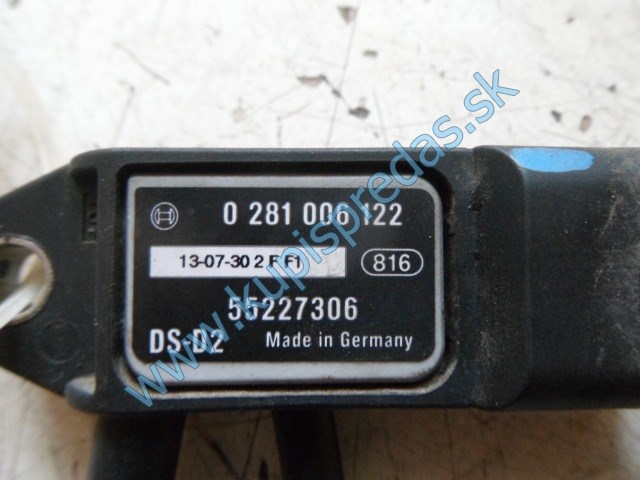 0 281 006 122
13-07-30 2 F F1
816
55227306
DS-D2 Made in Germany
www.kupispredas.sk